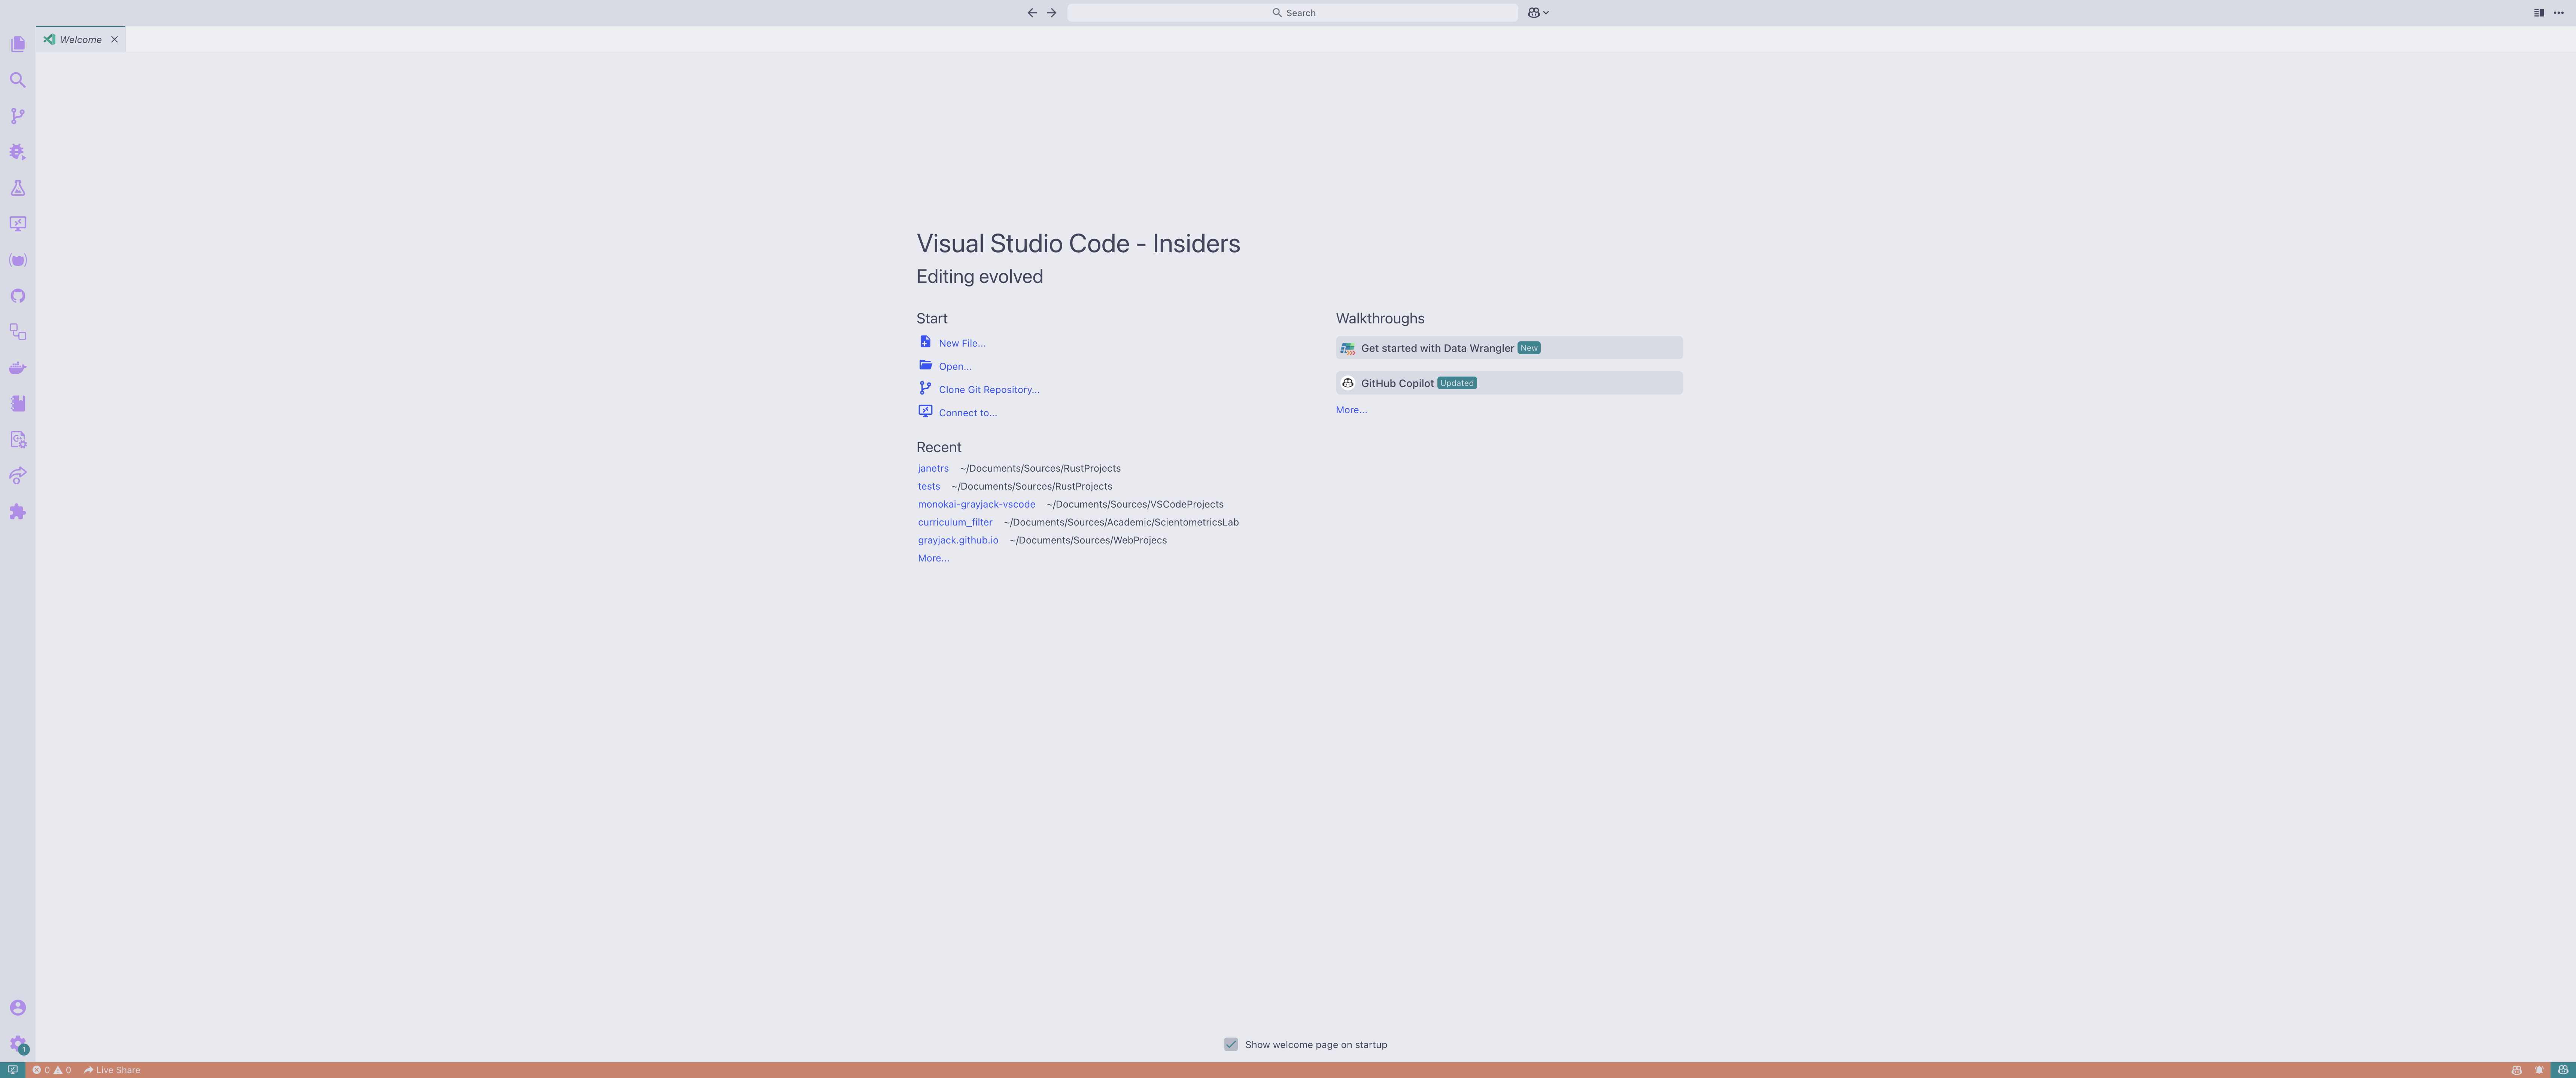 Search
Welcome
Visual Studio Code - Insiders
Editing evolved
Start
New File...
Open...
Clone Git Repository...
Connect to...
Recent
janetrs ~/Documents/Sources/RustProjects
tests ~/Documents/Sources/RustProjects
monokai-grayjack-vscode ~/Documents/Sources/VSCodeProjects
curriculum_filter ~/Documents/Sources/Academic/ScientometricsLab
grayjack.github.io ~/Documents/Sources/WebProjecs
More...
Walkthroughs
Get started with Data Wrangler New
GitHub Copilot Updated
More...
Show welcome page on startup
1
0 0 Live Share